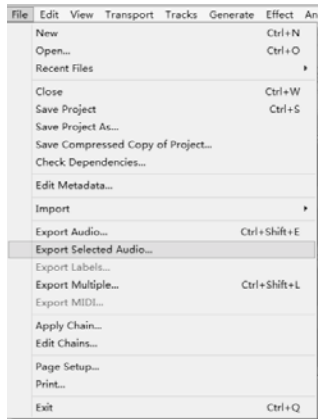 File Edit View Transport Tracks Generate Effect An
New Ctrl+N
Open... Ctrl+O
Recent Files
Close Ctrl+W
Save Project Ctrl+S
Save Project As...
Save Compressed Copy of Project...
Check Dependencies...
Edit Metadata...
Import
Export Audio... Ctrl+Shift+E
Export Selected Audio...
Export Labels...
Export Multiple... Ctrl+Shift+L
Export MIDI...
Apply Chain...
Edit Chains...
Page Setup...
Print...
Exit Ctrl+Q